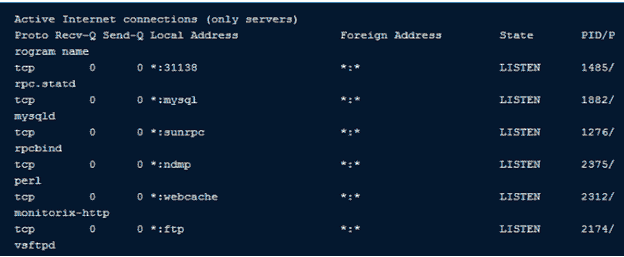 Active Internet connections (only servers)
Proto Recv-Q Send-Q Local Address Foreign Address State PID/P
rogram name
tcp 0 0 *:31138 *:* LISTEN 1485/
rpc.statd
tcp 0 0 *:mysql *:* LISTEN 1882/
mysqld
tcp 0 0 *:sunrpc *:* LISTEN 1276/
rpcbind
tcp 0 0 *:ndmp *:* LISTEN 2375/
perl
tcp 0 0 *:webcache *:* LISTEN 2312/
monitorix-http
tcp 0 0 *:ftp *:* LISTEN 2174/
vsftpd